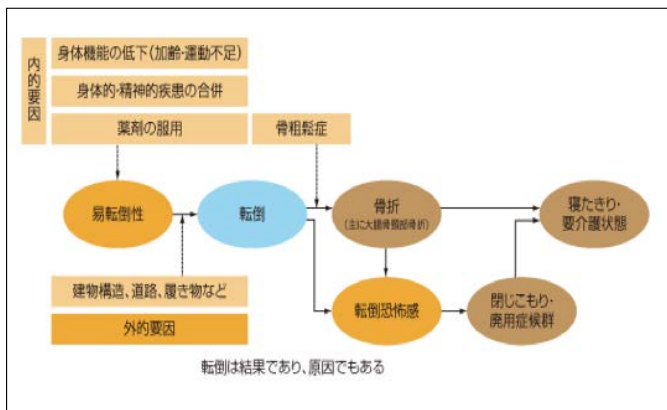 内的要因
身体機能の低下(加齢・運動不足)
身体的・精神的疾患の合併
薬剤の服用
骨粗鬆症
易転倒性
転倒
骨折
(主に大腿骨頸部骨折)
寝たきり・
要介護状態
建物構造、道路、履き物など
外的要因
転倒恐怖感
閉じこもり・
廃用症候群
転倒は結果であり、原因でもある